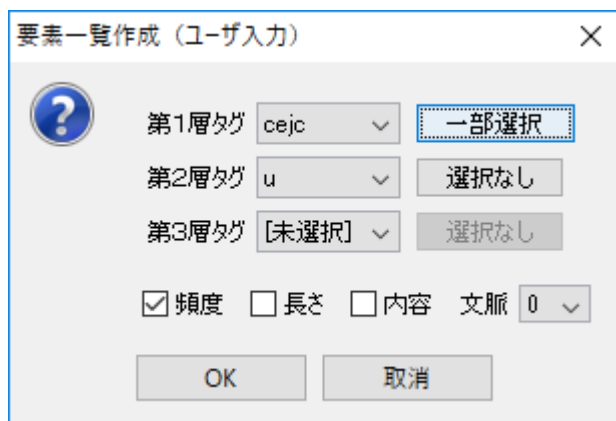 要素一覧作成（ユーザ入力）
第1層タグ cejc 一部選択
第2層タグ u 選択なし
第3層タグ [未選択] 選択なし
頻度 長さ 内容 文脈 0
OK 取消